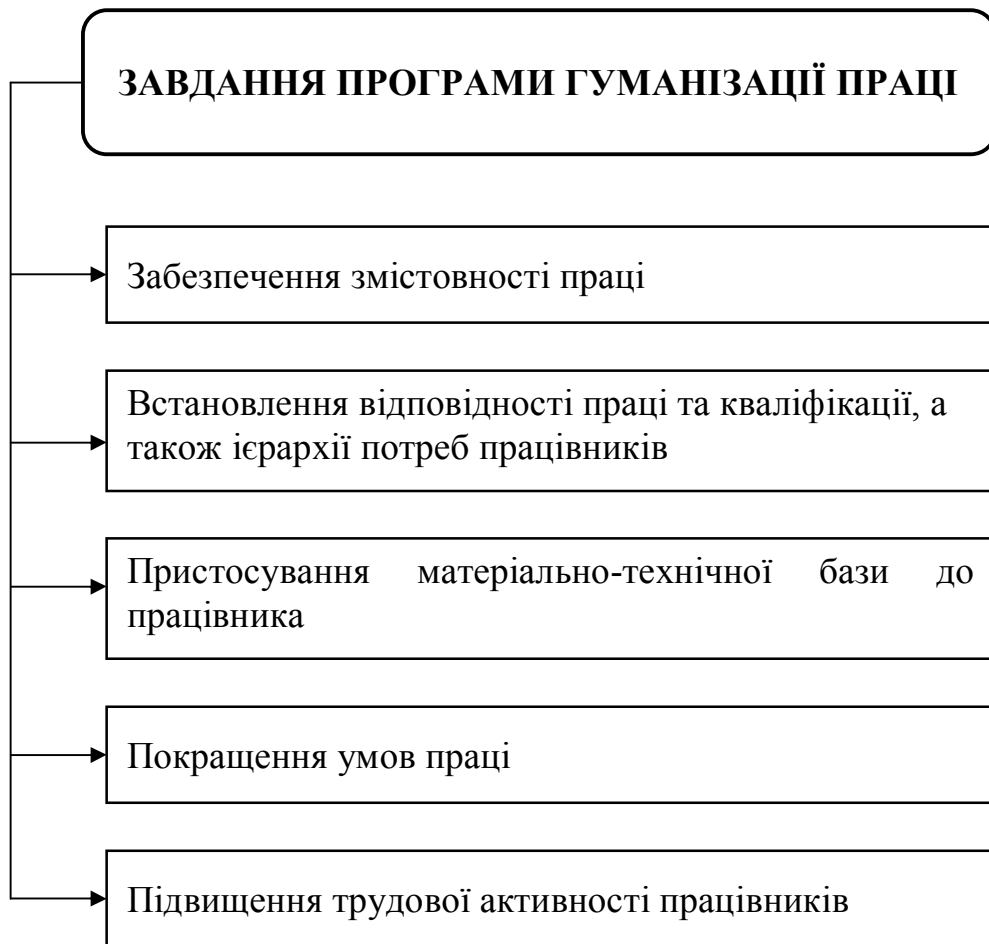 ЗАВДАННЯ ПРОГРАМИ ГУМАНІЗАЦІЇ ПРАЦІ
Забезпечення змістовності праці
Встановлення відповідності праці та кваліфікації, а
також ієрархії потреб працівників
Пристосування матеріально-технічної бази до
працівника
Покращення умов праці
Підвищення трудової активності працівників